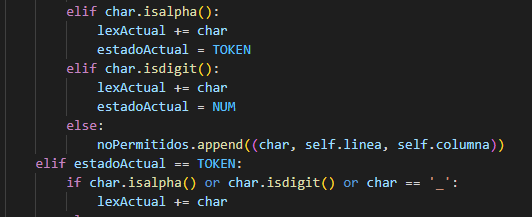 elif char.isalpha():
lexActual += char
estadoActual = TOKEN
elif char.isdigit():
lexActual += char
estadoActual = NUM
else:
noPermitidos.append((char, self.linea, self.columna))
elif estadoActual == TOKEN:
if char.isalpha() or char.isdigit() or char == '_':
lexActual += char